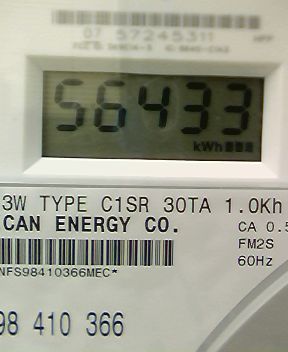 07 57245311
56433
kWh
3W TYPE C1SR 30TA 1.0Kh
CAN ENERGY CO.
CA 0.5
FM2S
60Hz
NFS98410366MEC*
98 410 366